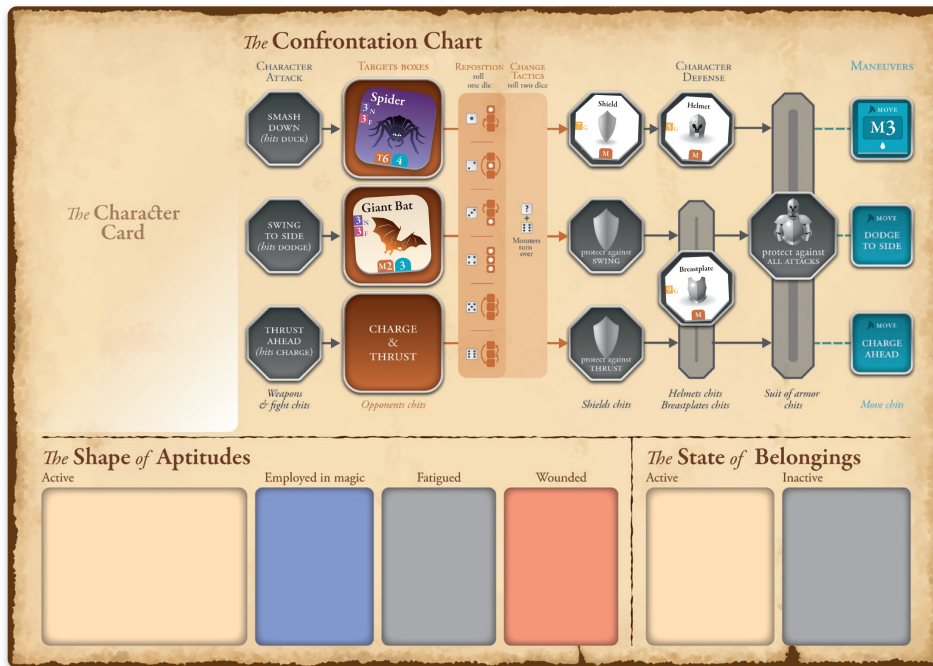 The Confrontation Chart
CHARACTER
ATTACK
TARGETS BOXES
REPOSITION
roll
one die
CHANGE
TACTICS
roll two dice
CHARACTER
DEFENSE
MANEUVERS
SMASH
DOWN
(hits DUCK)
Spider
3 N
3 F
T6
4
Shield
7 G
M
Helmet
5 G
M
MOVE
M3
The Character
Card
SWING
TO SIDE
(hits DODGE)
Giant Bat
3 N
3 F
M2
3
?
+
Monsters
turn
over
protect against
SWING
Breastplate
9 G
M
protect against
ALL ATTACKS
MOVE
DODGE
TO SIDE
THRUST
AHEAD
(hits CHARGE)
CHARGE
&
THRUST
protect against
THRUST
MOVE
CHARGE
AHEAD
Weapons
& fight chits
Opponents chits
Shields chits
Helmets chits
Breastplates chits
Suit of armor
chits
Move chits
The Shape of Aptitudes
Active
Employed in magic
Fatigued
Wounded
The State of Belongings
Active
Inactive